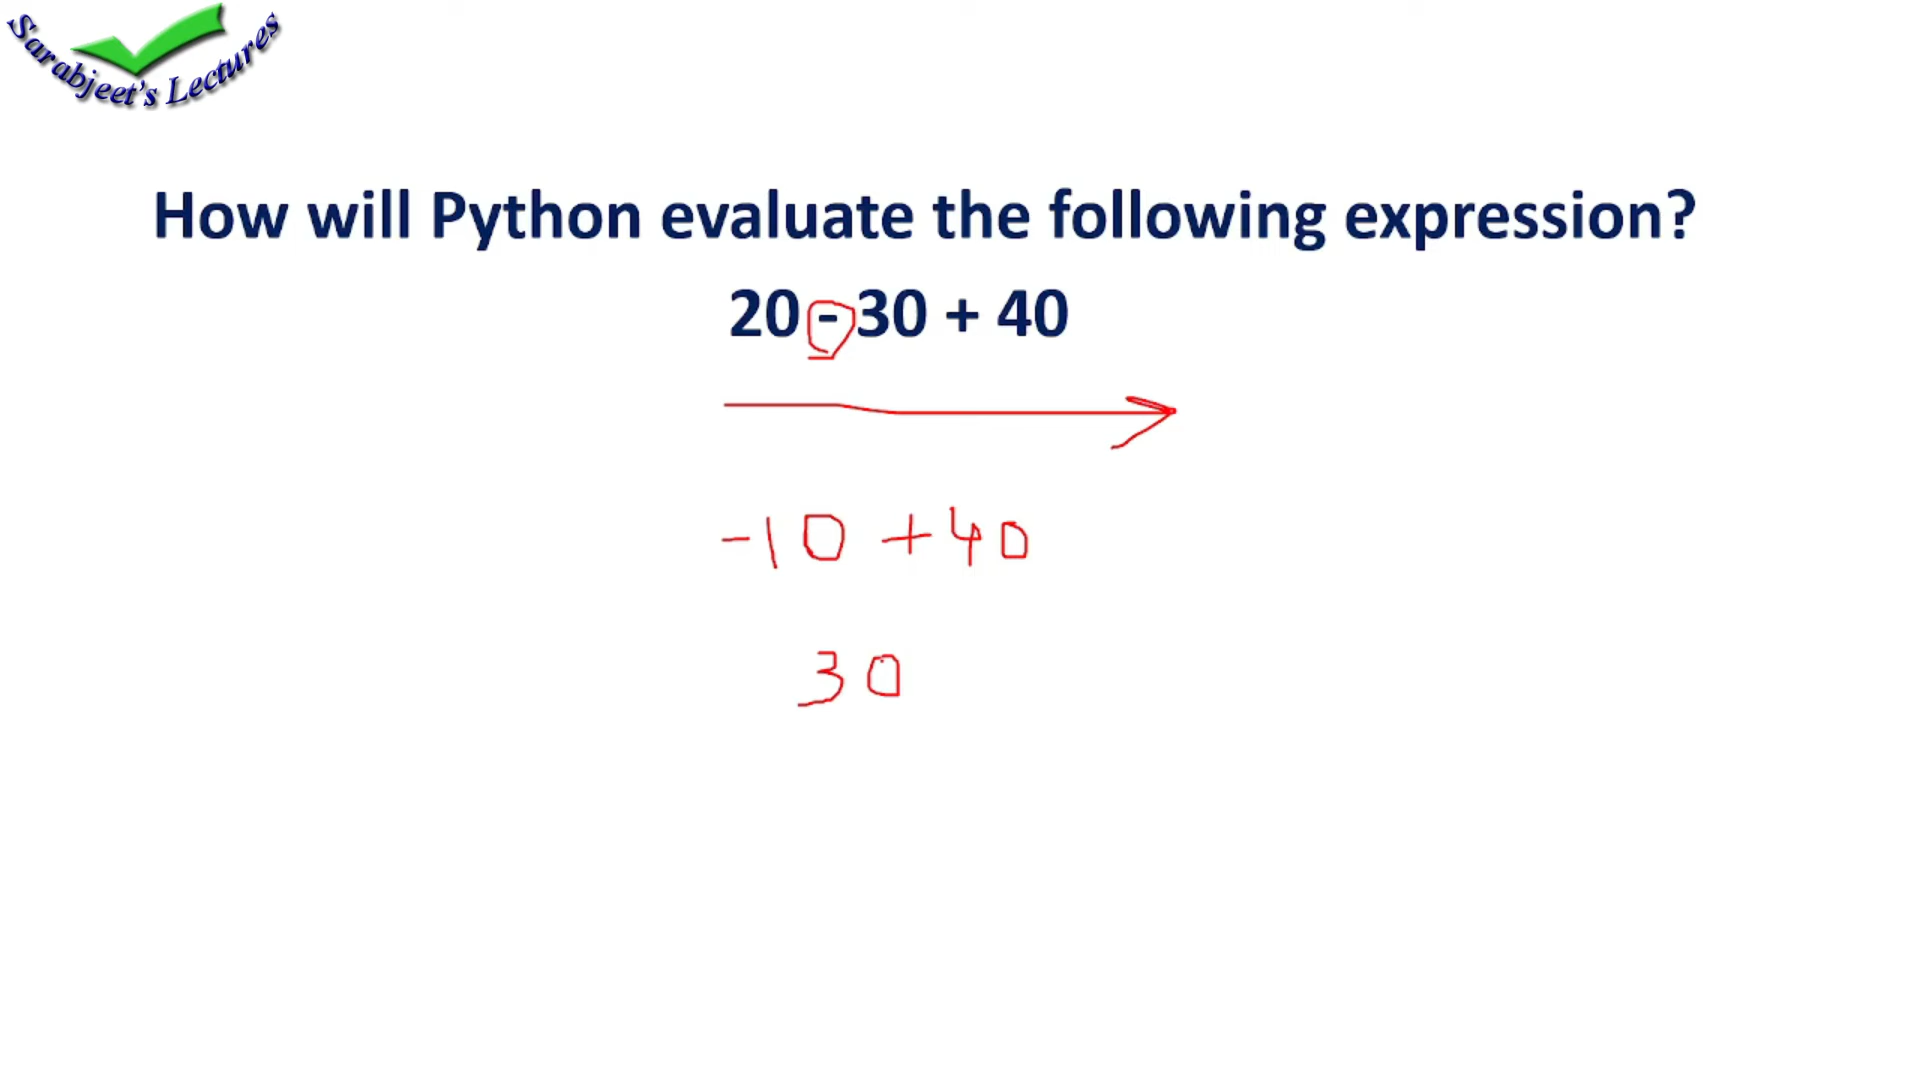 Sarabjeet's Lectures
How will Python evaluate the following expression?
20 - 30 + 40
-10 +40
30